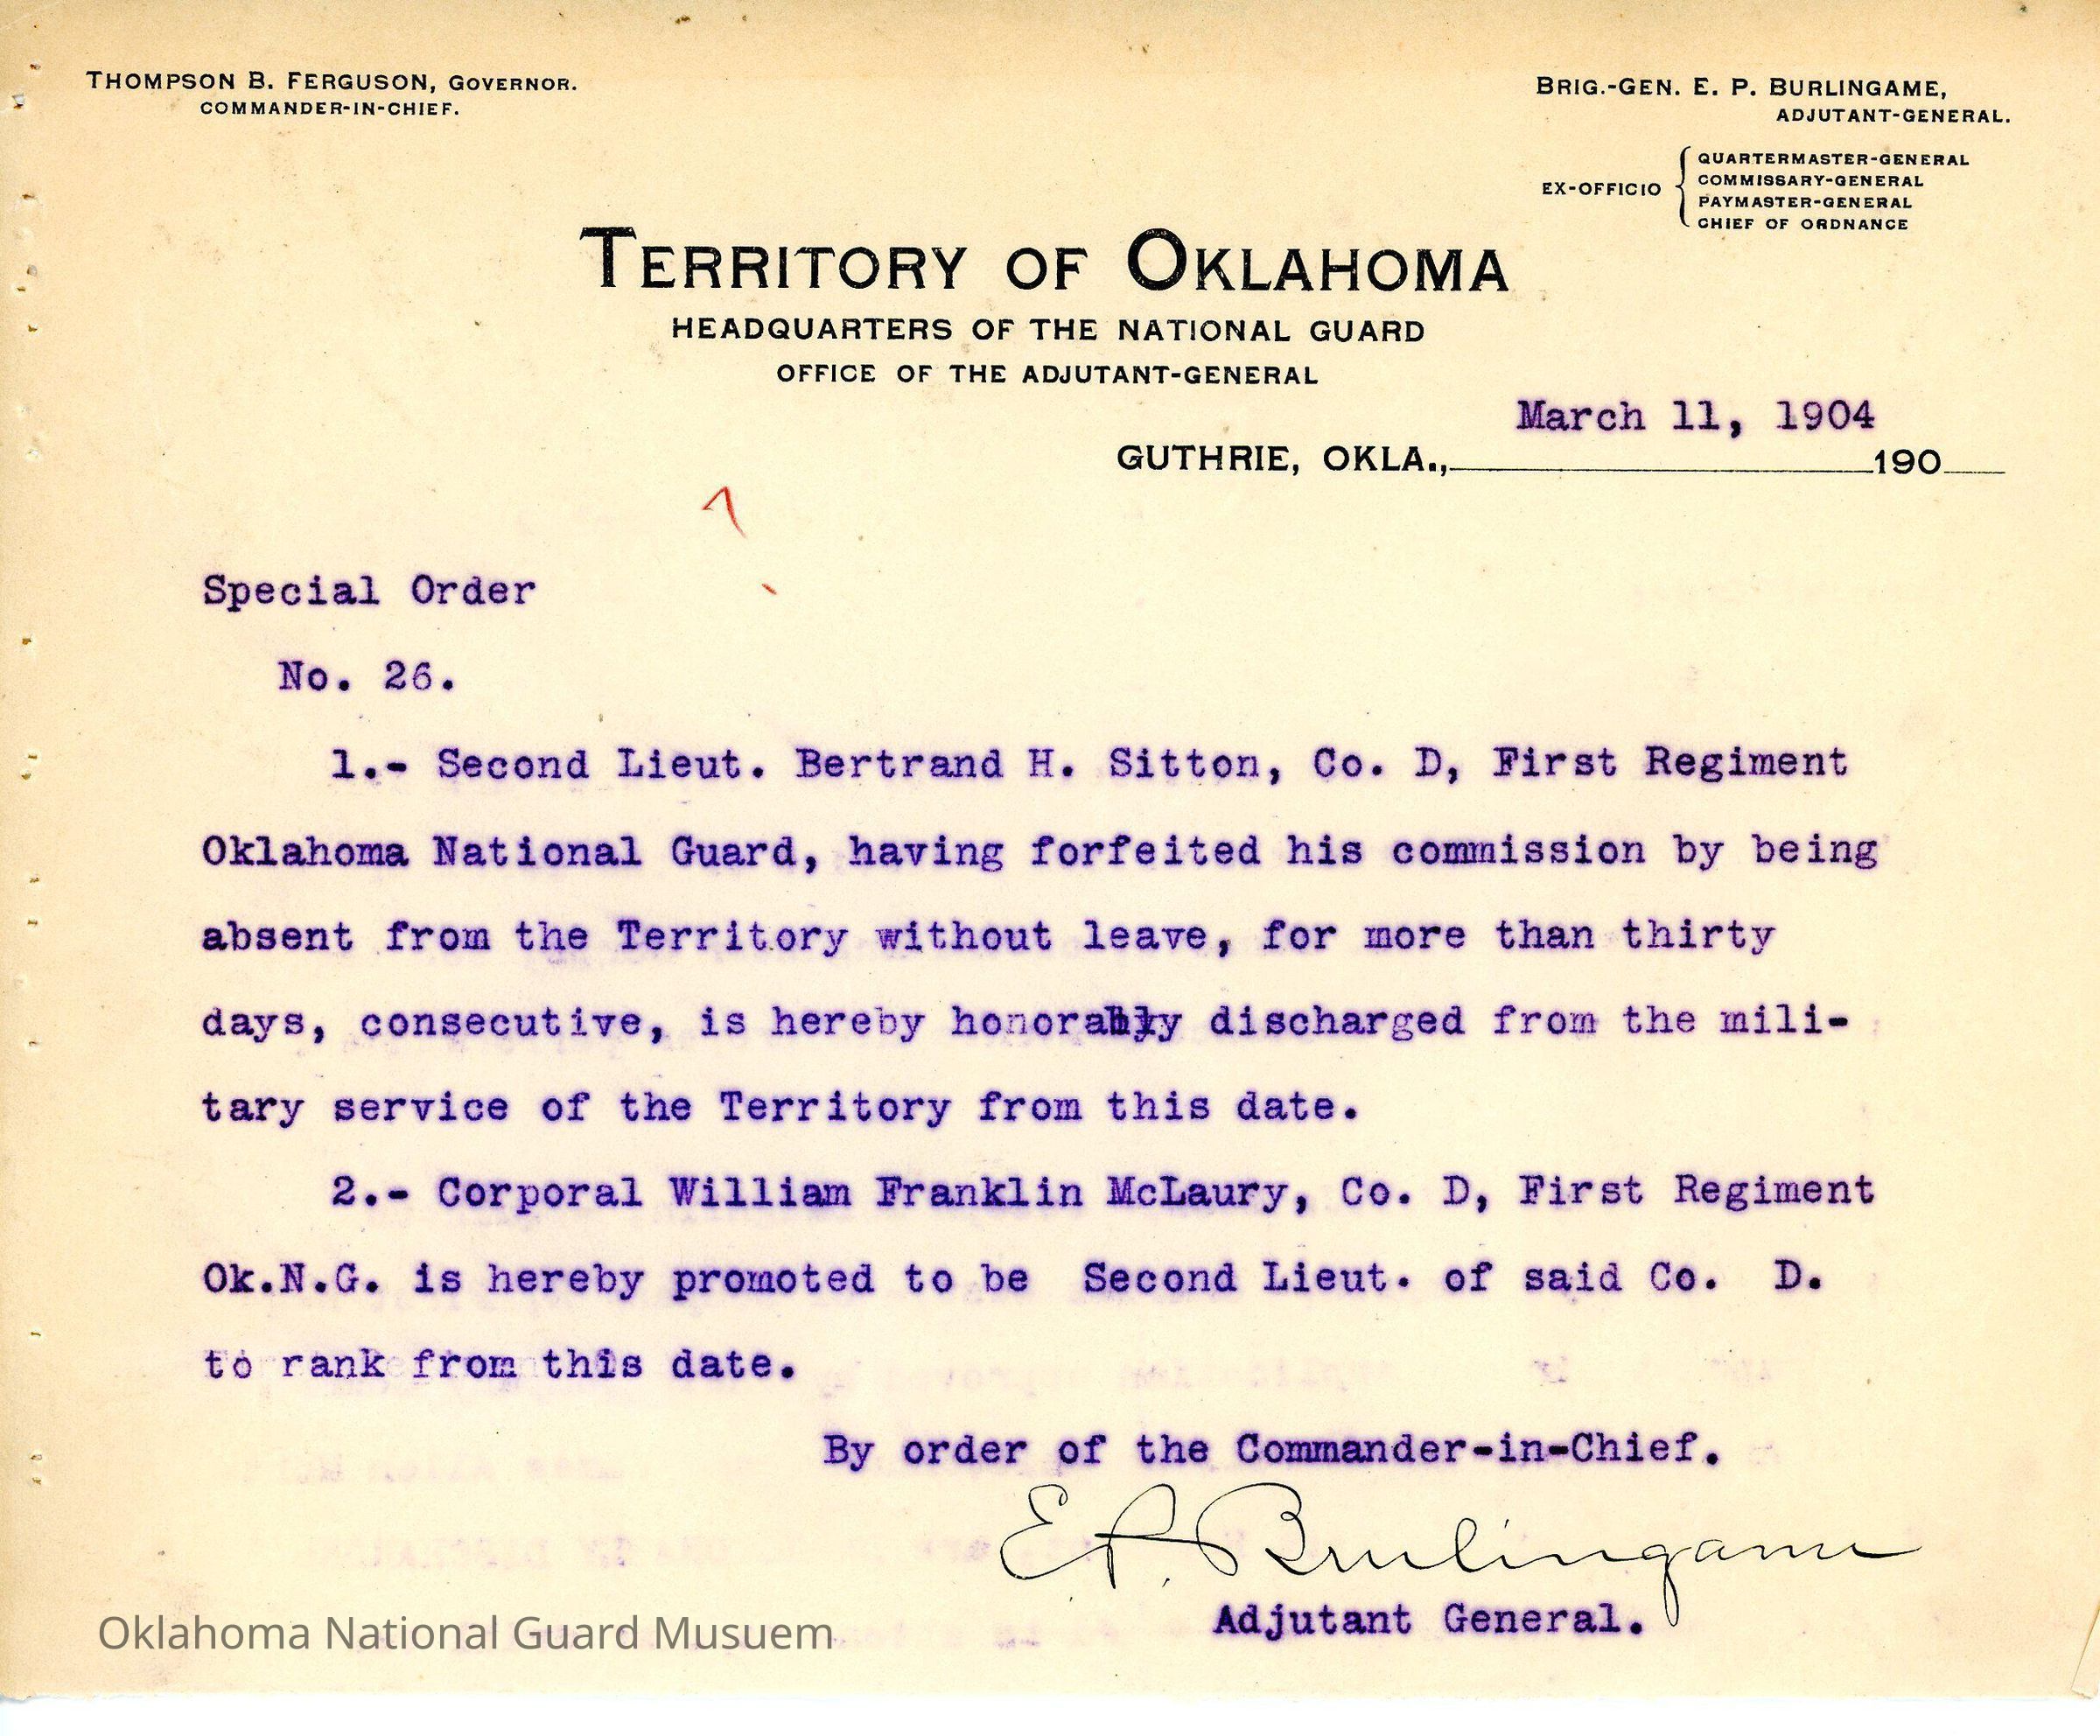 THOMPSON B. FERGUSON, GOVERNOR.
COMMANDER-IN-CHIEF.
BRIG.-GEN. E. P. BURLINGAME,
ADJUTANT-GENERAL.
EX-OFFICIO
QUARTERMASTER-GENERAL
COMMISSARY-GENERAL
PAYMASTER-GENERAL
CHIEF OF ORDNANCE
TERRITORY OF OKLAHOMA
HEADQUARTERS OF THE NATIONAL GUARD
OFFICE OF THE ADJUTANT-GENERAL
March 11, 1904
GUTHRIE, OKLA., 190
Special Order
No. 26.
1.- Second Lieut. Bertrand H. Sitton, Co. D, First Regiment
Oklahoma National Guard, having forfeited his commission by being
absent from the Territory without leave, for more than thirty
days, consecutive, is hereby honorably discharged from the mili-
tary service of the Territory from this date.
2.- Corporal William Franklin McLaury, Co. D, First Regiment
Ok.N.G. is hereby promoted to be Second Lieut. of said Co. D.
to rank from this date.
By order of the Commander-in-Chief.
E.P. Burlingame
Adjutant General.
Oklahoma National Guard Musuem